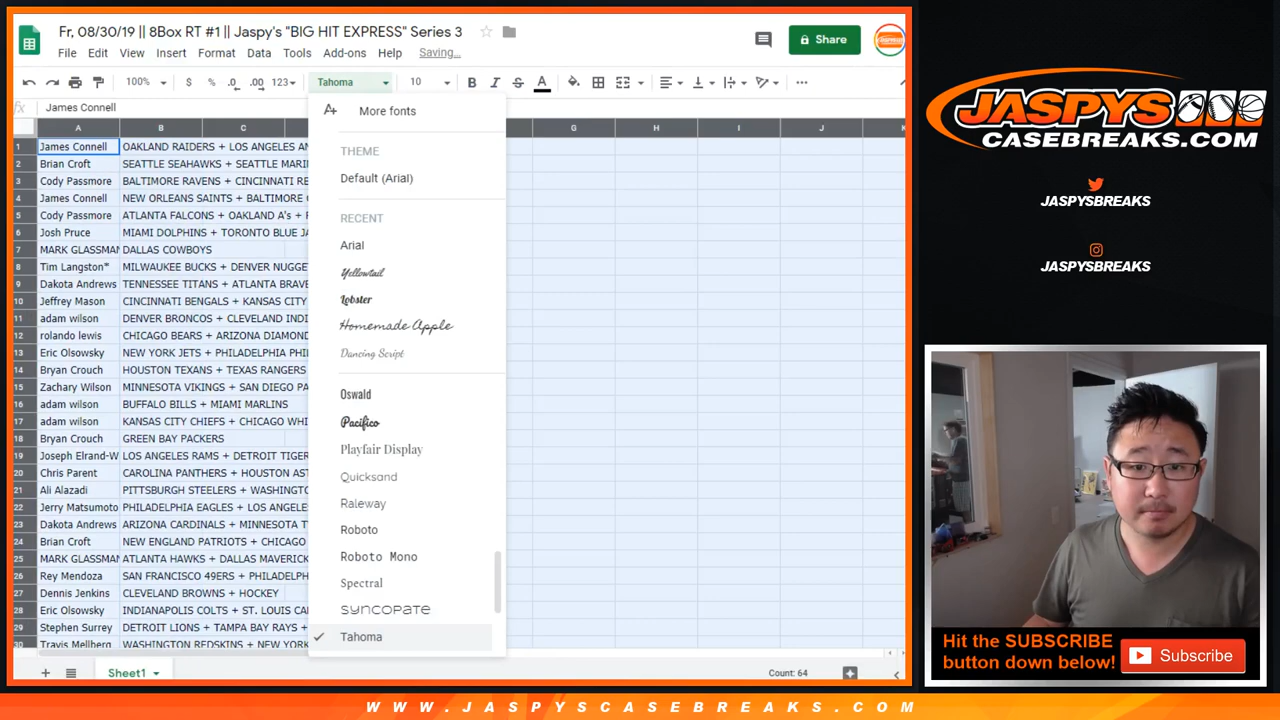 Fr, 08/30/19 || 8Box RT #1 || Jaspy's "BIG HIT EXPRESS" Series 3
File Edit View Insert Format Data Tools Add-ons Help Saving...
Share
100% $ % .0 .00 123 Tahoma 10 B I S A
fx James Connell
A B C G H I J K
1 James Connell OAKLAND RAIDERS + LOS ANGELES AN
2 Brian Croft SEATTLE SEAHAWKS + SEATTLE MARI
3 Cody Passmore BALTIMORE RAVENS + CINCINNATI RE
4 James Connell NEW ORLEANS SAINTS + BALTIMORE
5 Cody Passmore ATLANTA FALCONS + OAKLAND A's +
6 Josh Pruce MIAMI DOLPHINS + TORONTO BLUE JA
7 MARK GLASSMAN DALLAS COWBOYS
8 Tim Langston* MILWAUKEE BUCKS + DENVER NUGGE
9 Dakota Andrews TENNESSEE TITANS + ATLANTA BRAVE
10 Jeffrey Mason CINCINNATI BENGALS + KANSAS CITY
11 adam wilson DENVER BRONCOS + CLEVELAND IND
12 rolando lewis CHICAGO BEARS + ARIZONA DIAMOND
13 Eric Olsowsky NEW YORK JETS + PHILADELPHIA PHI
14 Bryan Crouch HOUSTON TEXANS + TEXAS RANGERS
15 Zachary Wilson MINNESOTA VIKINGS + SAN DIEGO PA
16 adam wilson BUFFALO BILLS + MIAMI MARLINS
17 adam wilson KANSAS CITY CHIEFS + CHICAGO WHI
18 Bryan Crouch GREEN BAY PACKERS
19 Joseph Elrand-W LOS ANGELES RAMS + DETROIT TIGER
20 Chris Parent CAROLINA PANTHERS + HOUSTON AST
21 Ali Alazadi PITTSBURGH STEELERS + WASHINGT
22 Jerry Matsumoto PHILADELPHIA EAGLES + LOS ANGELE
23 Dakota Andrews ARIZONA CARDINALS + MINNESOTA T
24 Brian Croft NEW ENGLAND PATRIOTS + CHICAGO
25 MARK GLASSMAN ATLANTA HAWKS + DALLAS MAVERICK
26 Rey Mendoza SAN FRANCISCO 49ERS + PHILADELP
27 Dennis Jenkins CLEVELAND BROWNS + HOCKEY
28 Eric Olsowsky INDIANAPOLIS COLTS + ST. LOUIS CA
29 Stephen Surrey DETROIT LIONS + TAMPA BAY RAYS +
30 Travis Mellberg WASHINGTON REDSKINS + NEW YOR
More fonts
THEME
Default (Arial)
RECENT
Arial
Yellowtail
Lobster
Homemade Apple
Dancing Script
Oswald
Pacifico
Playfair Display
Quicksand
Raleway
Roboto
Roboto Mono
Spectral
Syncopate
Tahoma
Sheet1
Count: 64
JASPYS
CASEBREAKS.COM
JASPYSBREAKS
JASPYSBREAKS
Hit the SUBSCRIBE
button down below!
Subscribe
WWW.JASPYSCASEBREAKS.COM